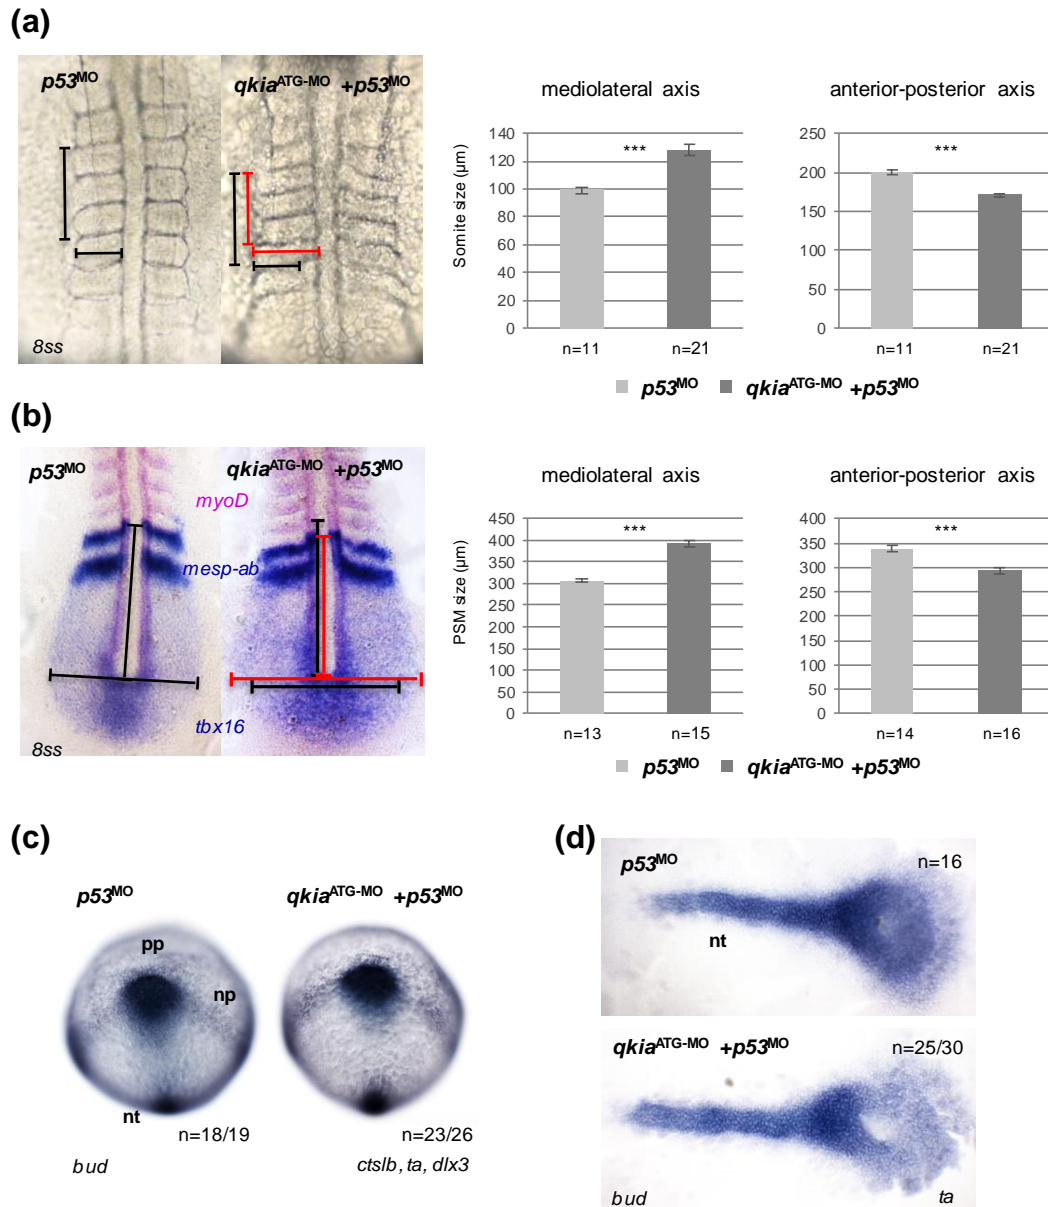 (a)
p53MO
qkiaATG-MO +p53MO
8ss
mediolateral axis
Somite size (µm)
140
120
100
80
60
40
20
0
***
n=11
n=21
anterior-posterior axis
250
200
150
100
50
0
***
n=11
n=21
p53MO
qkiaATG-MO +p53MO
(b)
p53MO
qkiaATG-MO +p53MO
myoD
mesp-ab
tbx16
8ss
mediolateral axis
PSM size (µm)
450
400
350
300
250
200
150
100
50
0
***
n=13
n=15
anterior-posterior axis
400
350
300
250
200
150
100
50
0
***
n=14
n=16
p53MO
qkiaATG-MO +p53MO
(c)
p53MO
qkiaATG-MO +p53MO
pp
np
nt
n=18/19
n=23/26
bud
ctslb, ta, dlx3
(d)
p53MO
n=16
nt
qkiaATG-MO +p53MO
n=25/30
bud
ta